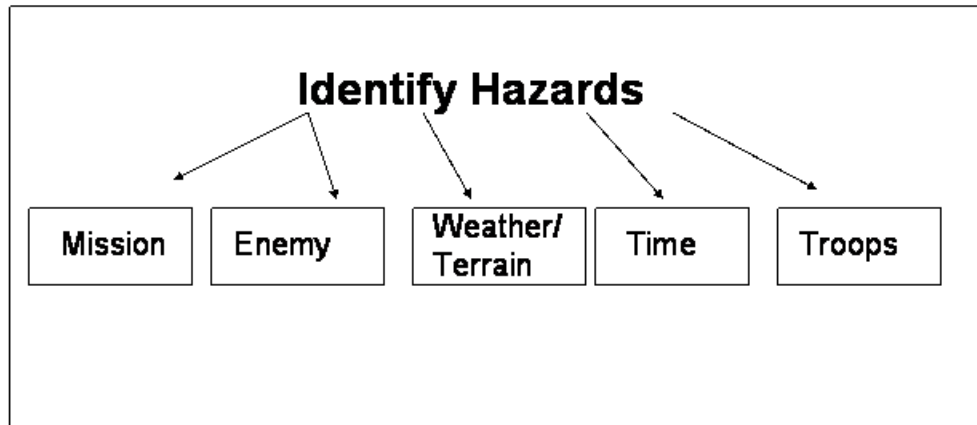 Identify Hazards
Mission
Enemy
Weather/
Terrain
Time
Troops